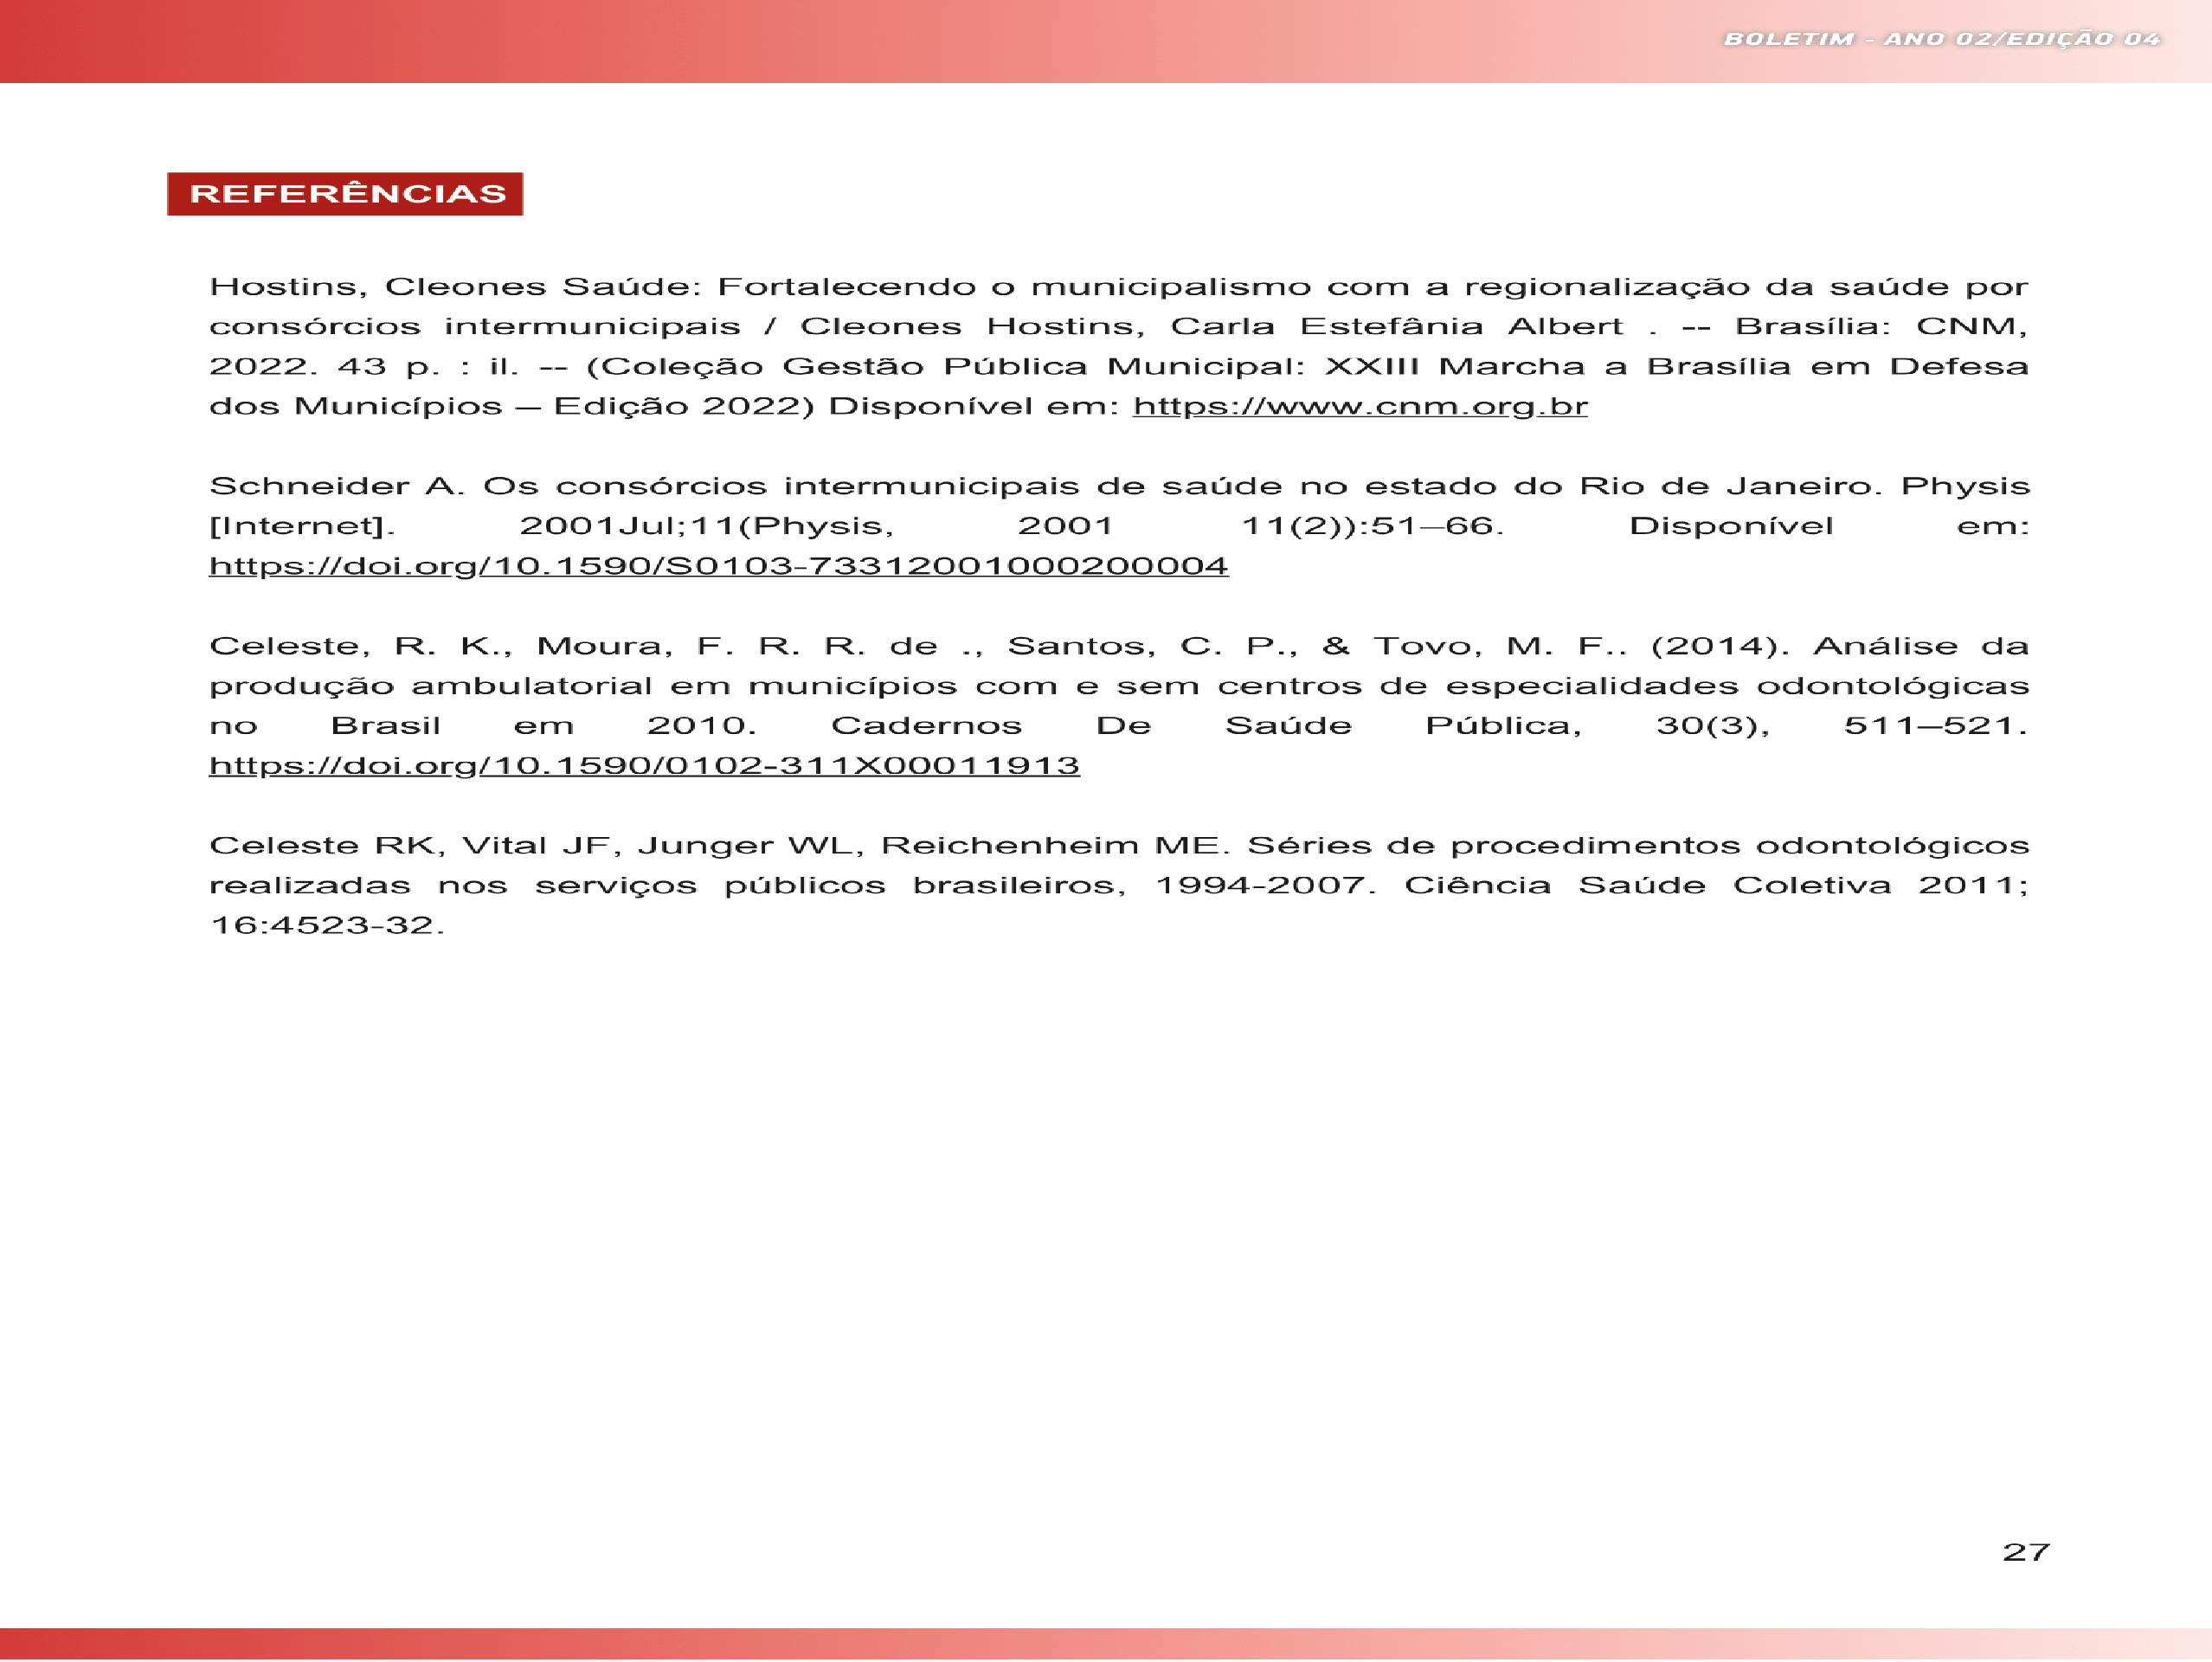 BOLETIM - ANO 02/EDIÇÃO 04
REFERÊNCIAS
Hostins, Cleones Saúde: Fortalecendo o municipalismo com a regionalização da saúde por
consórcios intermunicipais / Cleones Hostins, Carla Estefânia Albert . -- Brasília: CNM,
2022. 43 p. : il. -- (Coleção Gestão Pública Municipal: XXIII Marcha a Brasília em Defesa
dos Municípios – Edição 2022) Disponível em: https://www.cnm.org.br
Schneider A. Os consórcios intermunicipais de saúde no estado do Rio de Janeiro. Physis
[Internet]. 2001Jul;11(Physis, 2001 11(2)):51–66. Disponível em:
https://doi.org/10.1590/S0103-73312001000200004
Celeste, R. K., Moura, F. R. R. de ., Santos, C. P., & Tovo, M. F.. (2014). Análise da
produção ambulatorial em municípios com e sem centros de especialidades odontológicas
no Brasil em 2010. Cadernos De Saúde Pública, 30(3), 511–521.
https://doi.org/10.1590/0102-311X00011913
Celeste RK, Vital JF, Junger WL, Reichenheim ME. Séries de procedimentos odontológicos
realizadas nos serviços públicos brasileiros, 1994-2007. Ciência Saúde Coletiva 2011;
16:4523-32.
27